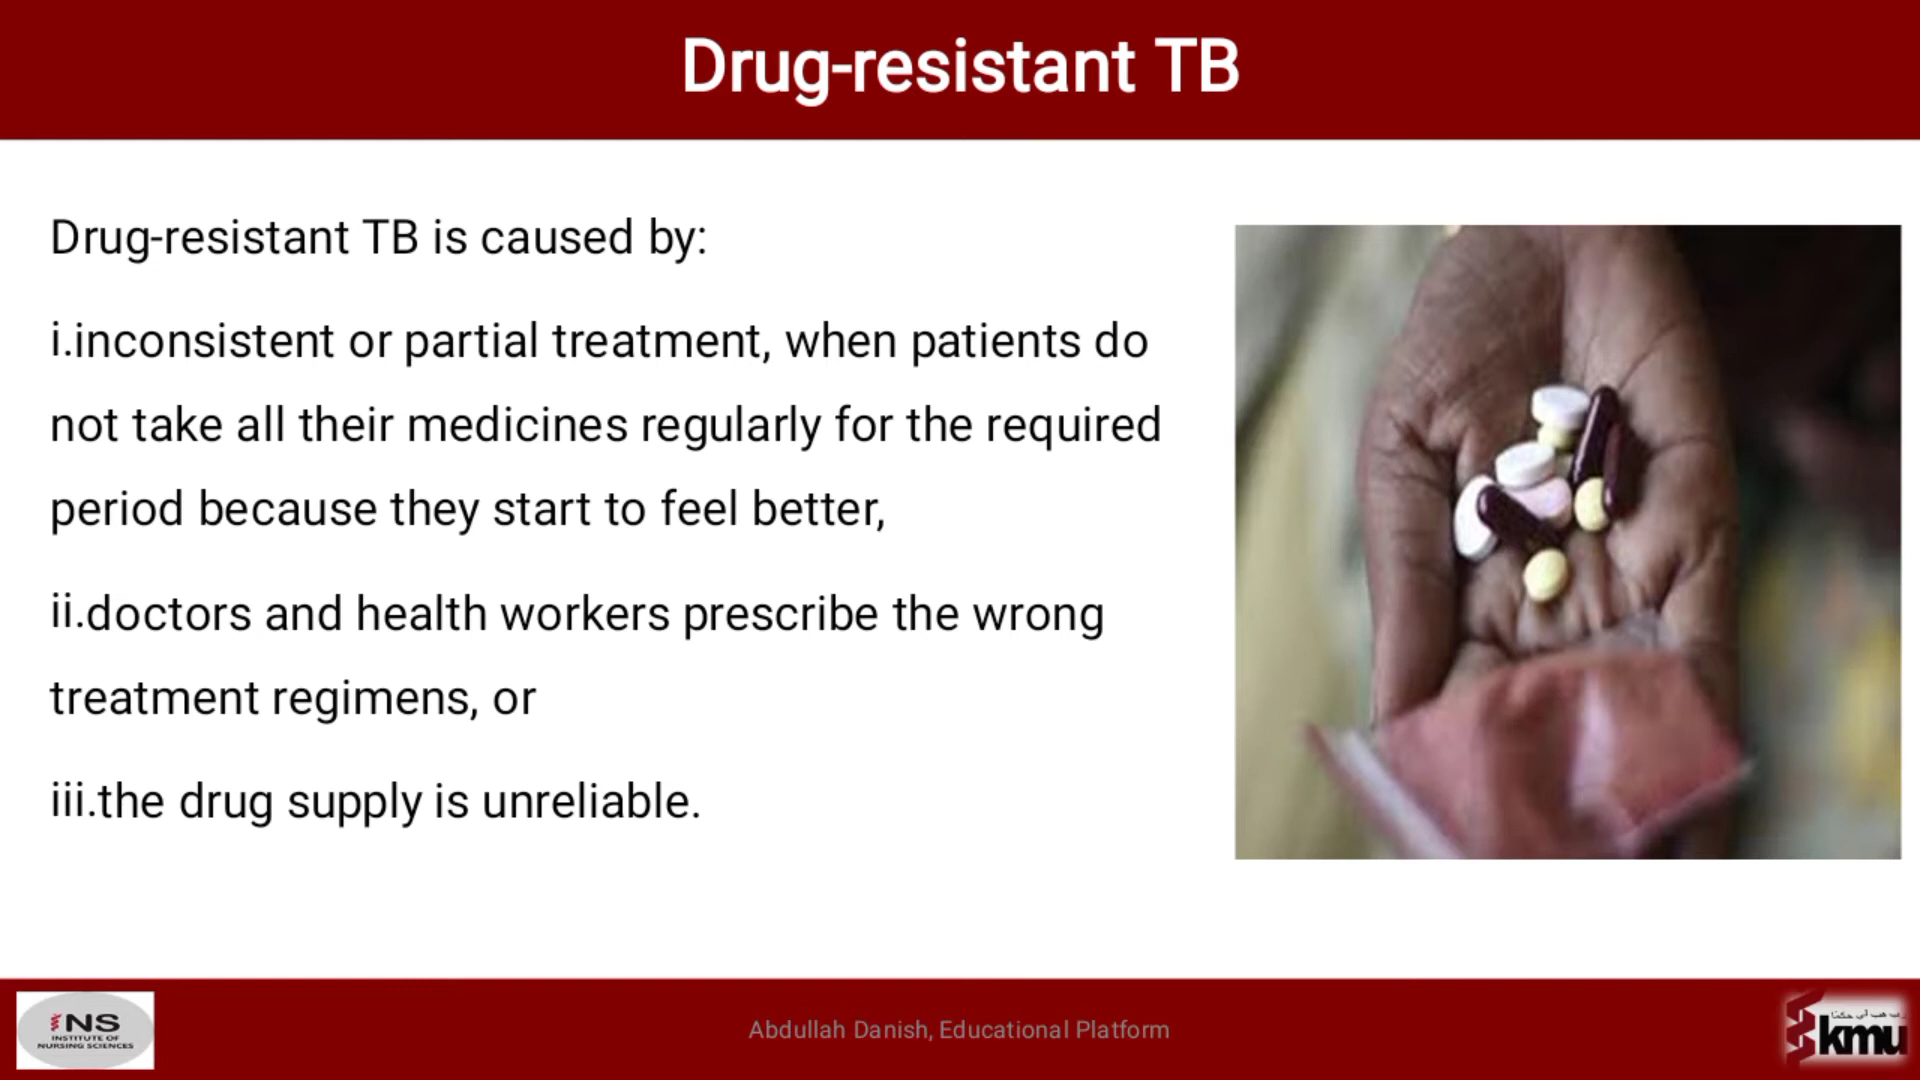 Drug-resistant TB
Drug-resistant TB is caused by:
i.inconsistent or partial treatment, when patients do
not take all their medicines regularly for the required
period because they start to feel better,
ii.doctors and health workers prescribe the wrong
treatment regimens, or
iii.the drug supply is unreliable.
iNS
INSTITUTE OF
NURSING SCIENCES
Abdullah Danish, Educational Platform
kmu